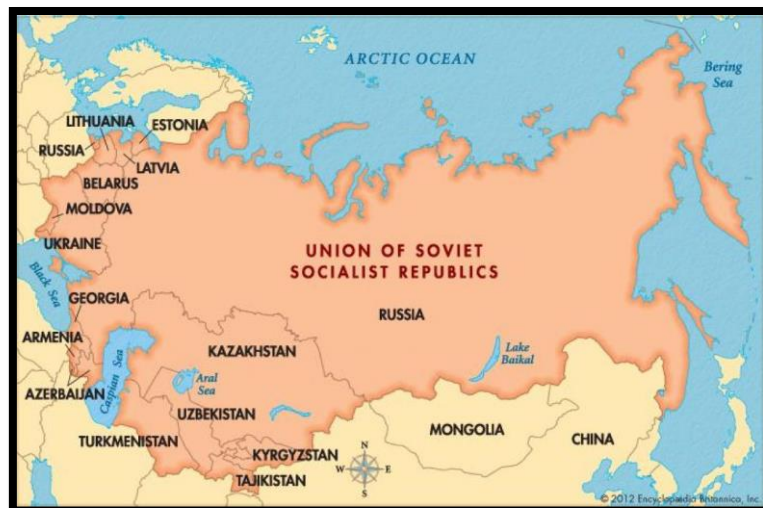 ARCTIC OCEAN
Bering
Sea
LITHUANIA
ESTONIA
RUSSIA
LATVIA
BELARUS
MOLDOVA
UKRAINE
Black Sea
UNION OF SOVIET
SOCIALIST REPUBLICS
RUSSIA
GEORGIA
ARMENIA
KAZAKHSTAN
Lake
Baikal
Caspian Sea
Aral
Sea
AZERBAIJAN
UZBEKISTAN
TURKMENISTAN
MONGOLIA
CHINA
KYRGYZSTAN
TAJIKISTAN
N
W E
S
© 2012 Encyclopædia Britannica, Inc.